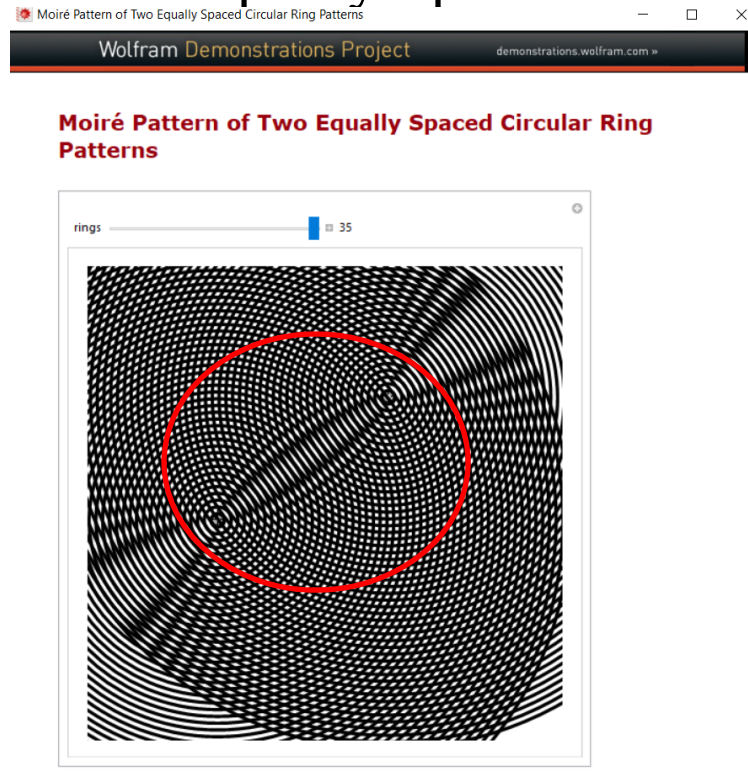 Moiré Pattern of Two Equally Spaced Circular Ring Patterns
Wolfram Demonstrations Project
demonstrations.wolfram.com »
Moiré Pattern of Two Equally Spaced Circular Ring
Patterns
rings
35